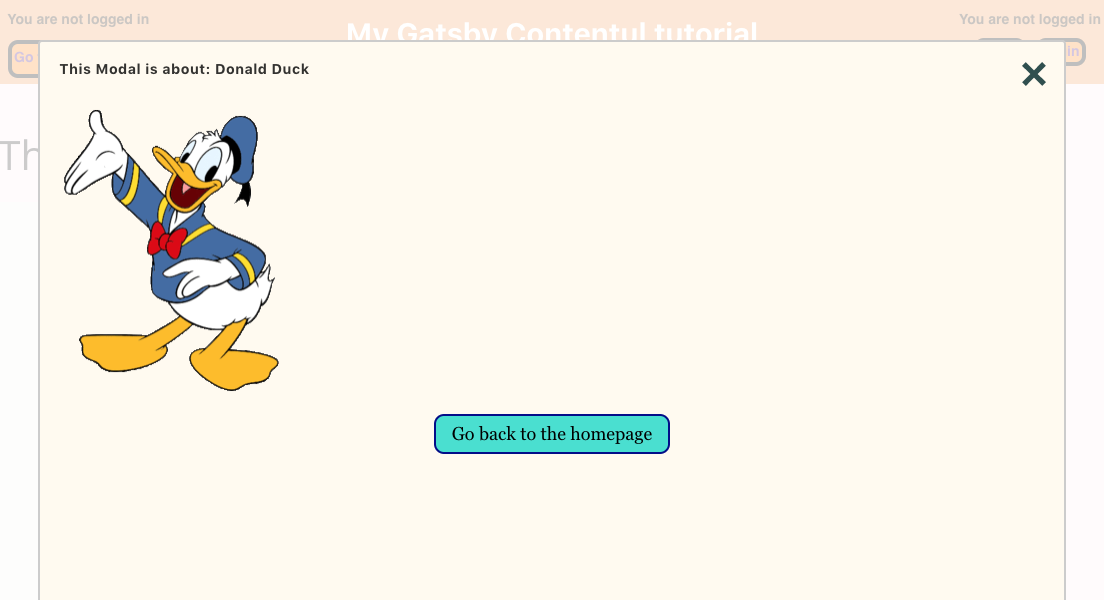 You are not logged in
You are not logged in
My Gatsby Contentul tutorial
Go
in
This Modal is about: Donald Duck
Th
Go back to the homepage